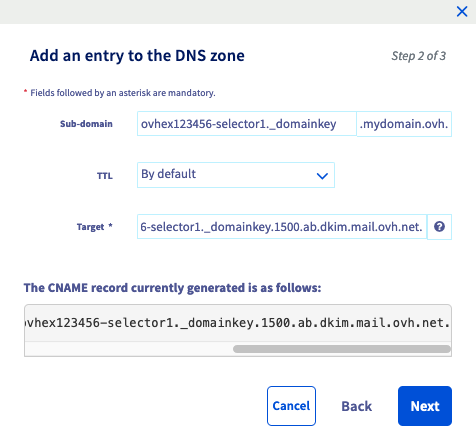 Add an entry to the DNS zone
Step 2 of 3
* Fields followed by an asterisk are mandatory.
Sub-domain
ovhex123456-selector1._domainkey
.mydomain.ovh.
TTL
By default
Target *
6-selector1._domainkey.1500.ab.dkim.mail.ovh.net.
?
The CNAME record currently generated is as follows:
ovhex123456-selector1._domainkey.1500.ab.dkim.mail.ovh.net.
Cancel
Back
Next